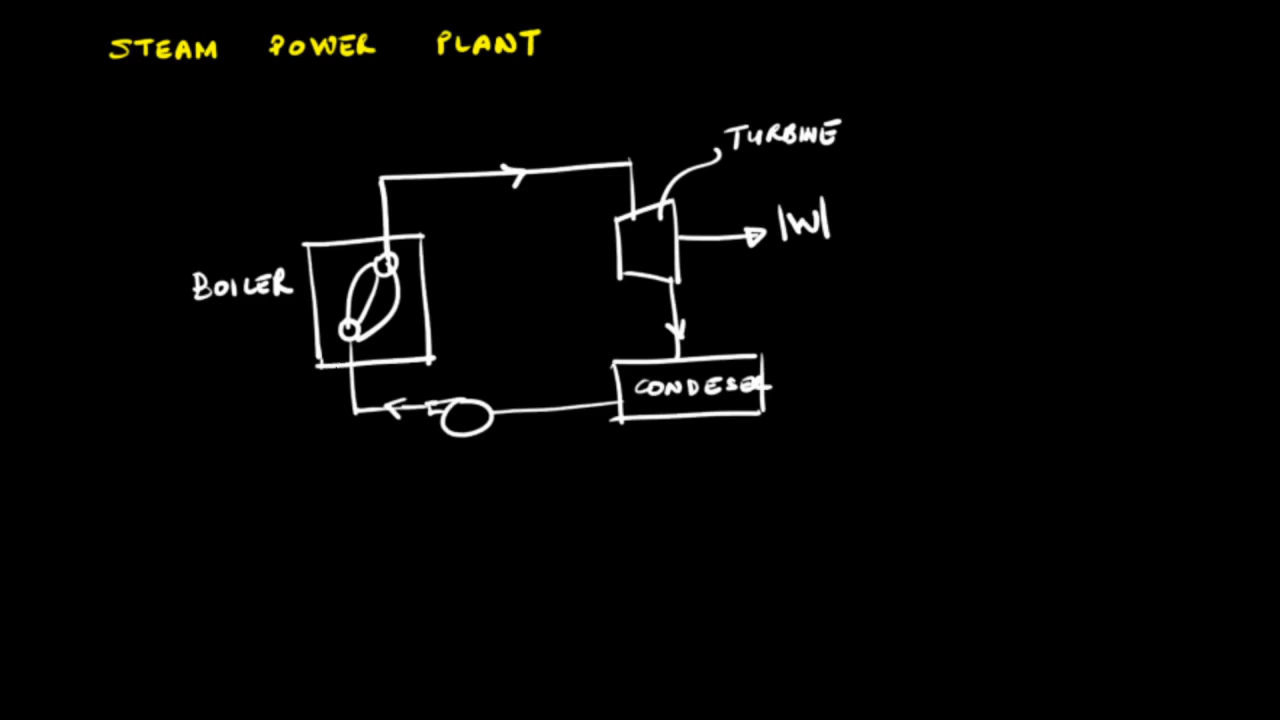 STEAM POWER PLANT
TURBINE
|W|
BOILER
CONDESER